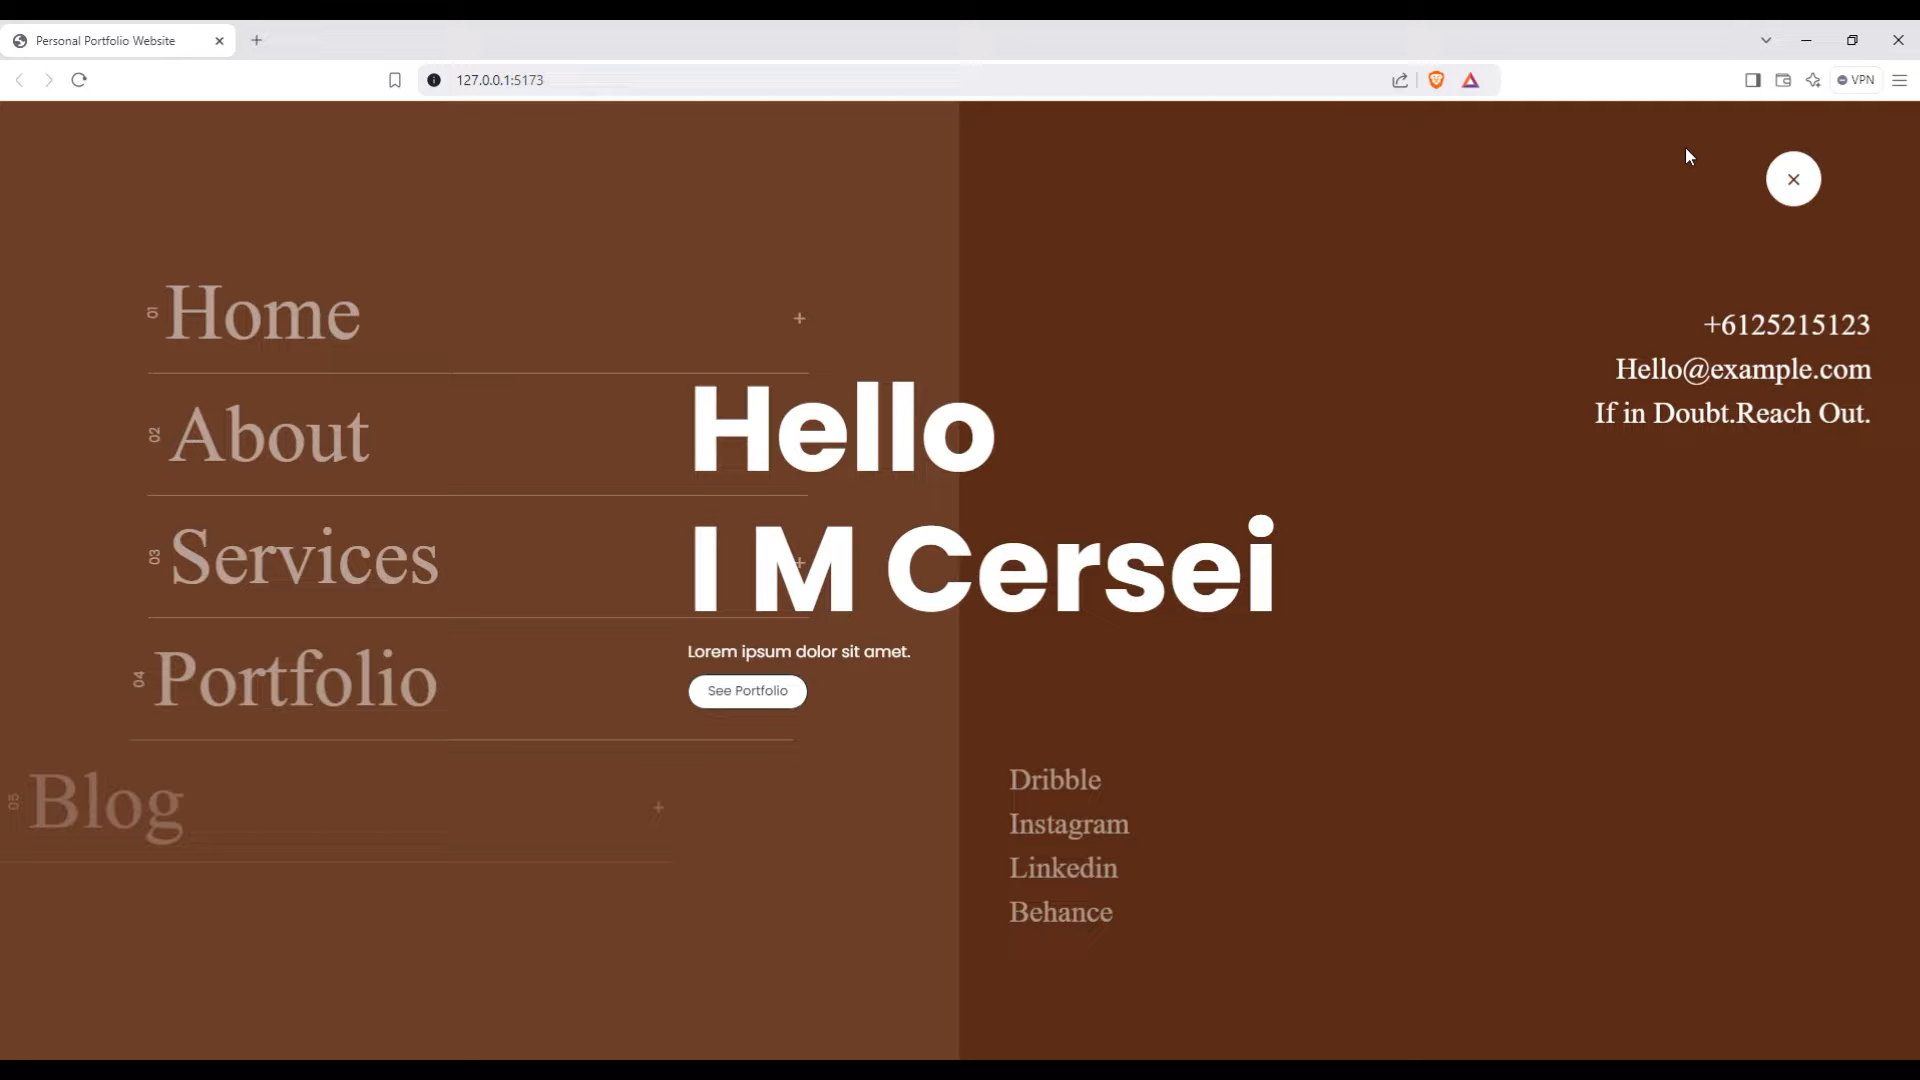 Personal Portfolio Website
127.0.0.1:5173
VPN
01 Home +
02 About
03 Services +
04 Portfolio
05 Blog +
Hello
I M Cersei
Lorem ipsum dolor sit amet.
See Portfolio
+6125215123
Hello@example.com
If in Doubt.Reach Out.
Dribble
Instagram
Linkedin
Behance